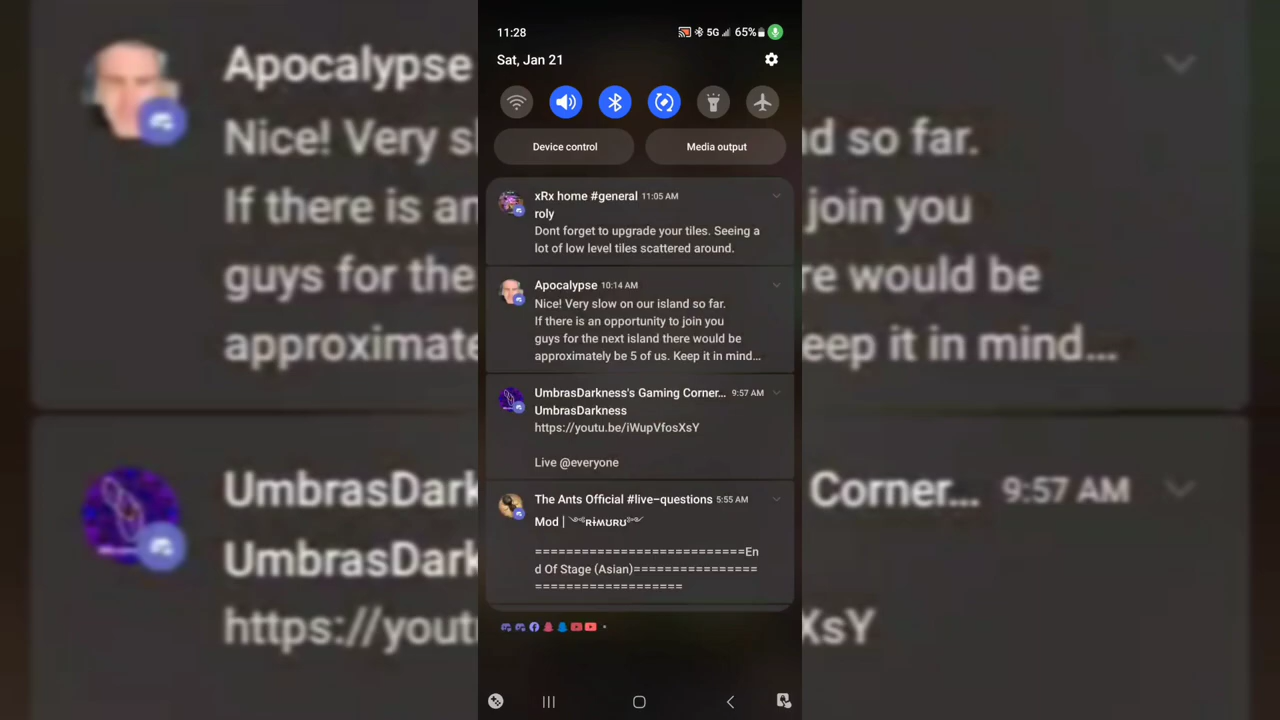 11:28
5G 65%
Sat, Jan 21
Device control
Media output
xRx home #general 11:05 AM
roly
Dont forget to upgrade your tiles. Seeing a
lot of low level tiles scattered around.
Apocalypse 10:14 AM
Nice! Very slow on our island so far.
If there is an opportunity to join you
guys for the next island there would be
approximately be 5 of us. Keep it in mind...
UmbrasDarkness's Gaming Corner... 9:57 AM
UmbrasDarkness
https://youtu.be/iWupVfosXsY
Live @everyone
The Ants Official #live-questions 5:55 AM
Mod | ༺ʀɨᴍᴜʀᴜ༻
===========================En
d Of Stage (Asian)================
===================
Apocalypse
Nice! Very sl
nd so far.
If there is an
join you
guys for the
re would be
approximate
eep it in mind...
UmbrasDark
Corner... 9:57 AM
UmbrasDark
https://yout
XsY